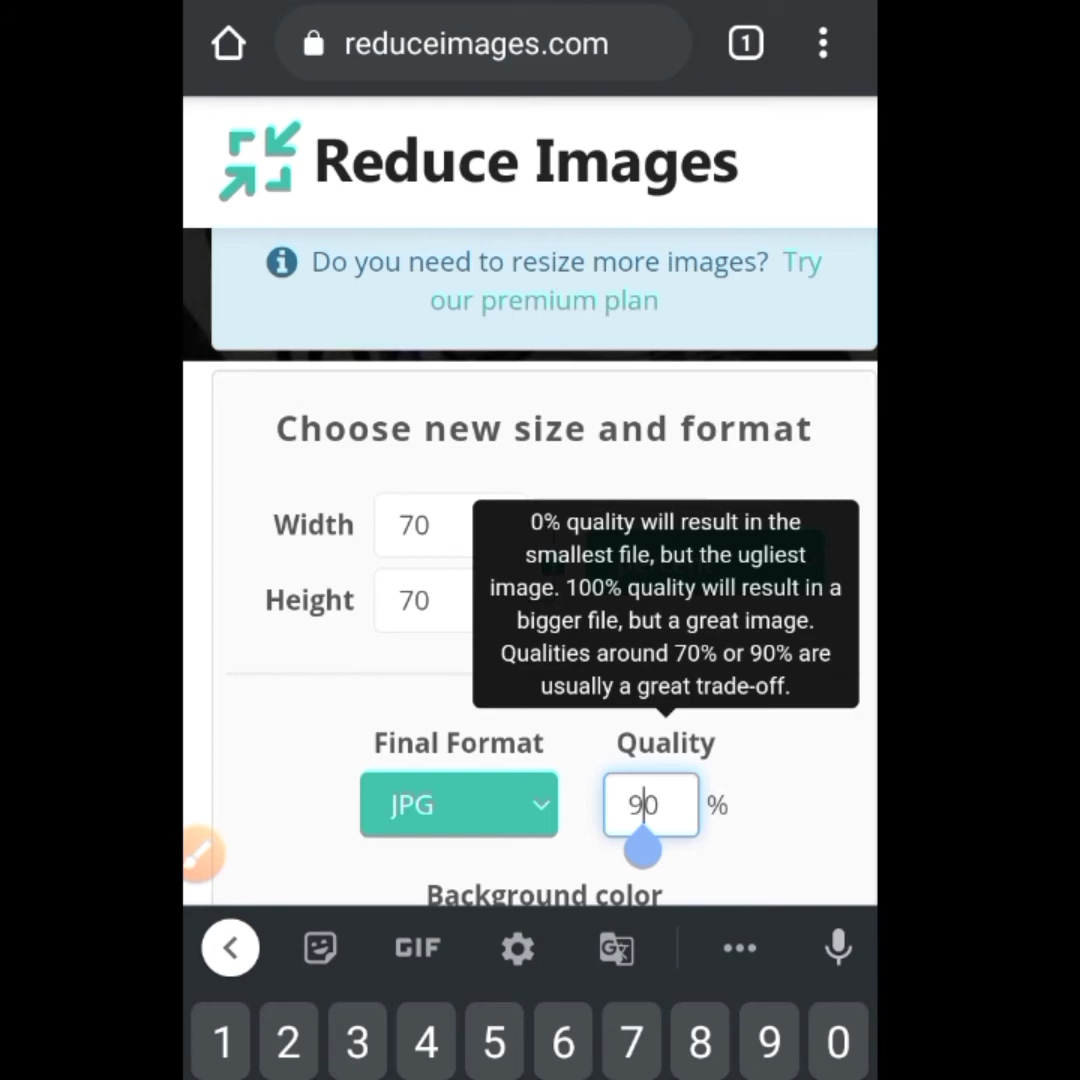 reduceimages.com
1
Reduce Images
Do you need to resize more images? Try
our premium plan
Choose new size and format
Width 70
Height 70
0% quality will result in the
smallest file, but the ugliest
image. 100% quality will result in a
bigger file, but a great image.
Qualities around 70% or 90% are
usually a great trade-off.
Final Format Quality
JPG 90 %
Background color
GIF
1 2 3 4 5 6 7 8 9 0